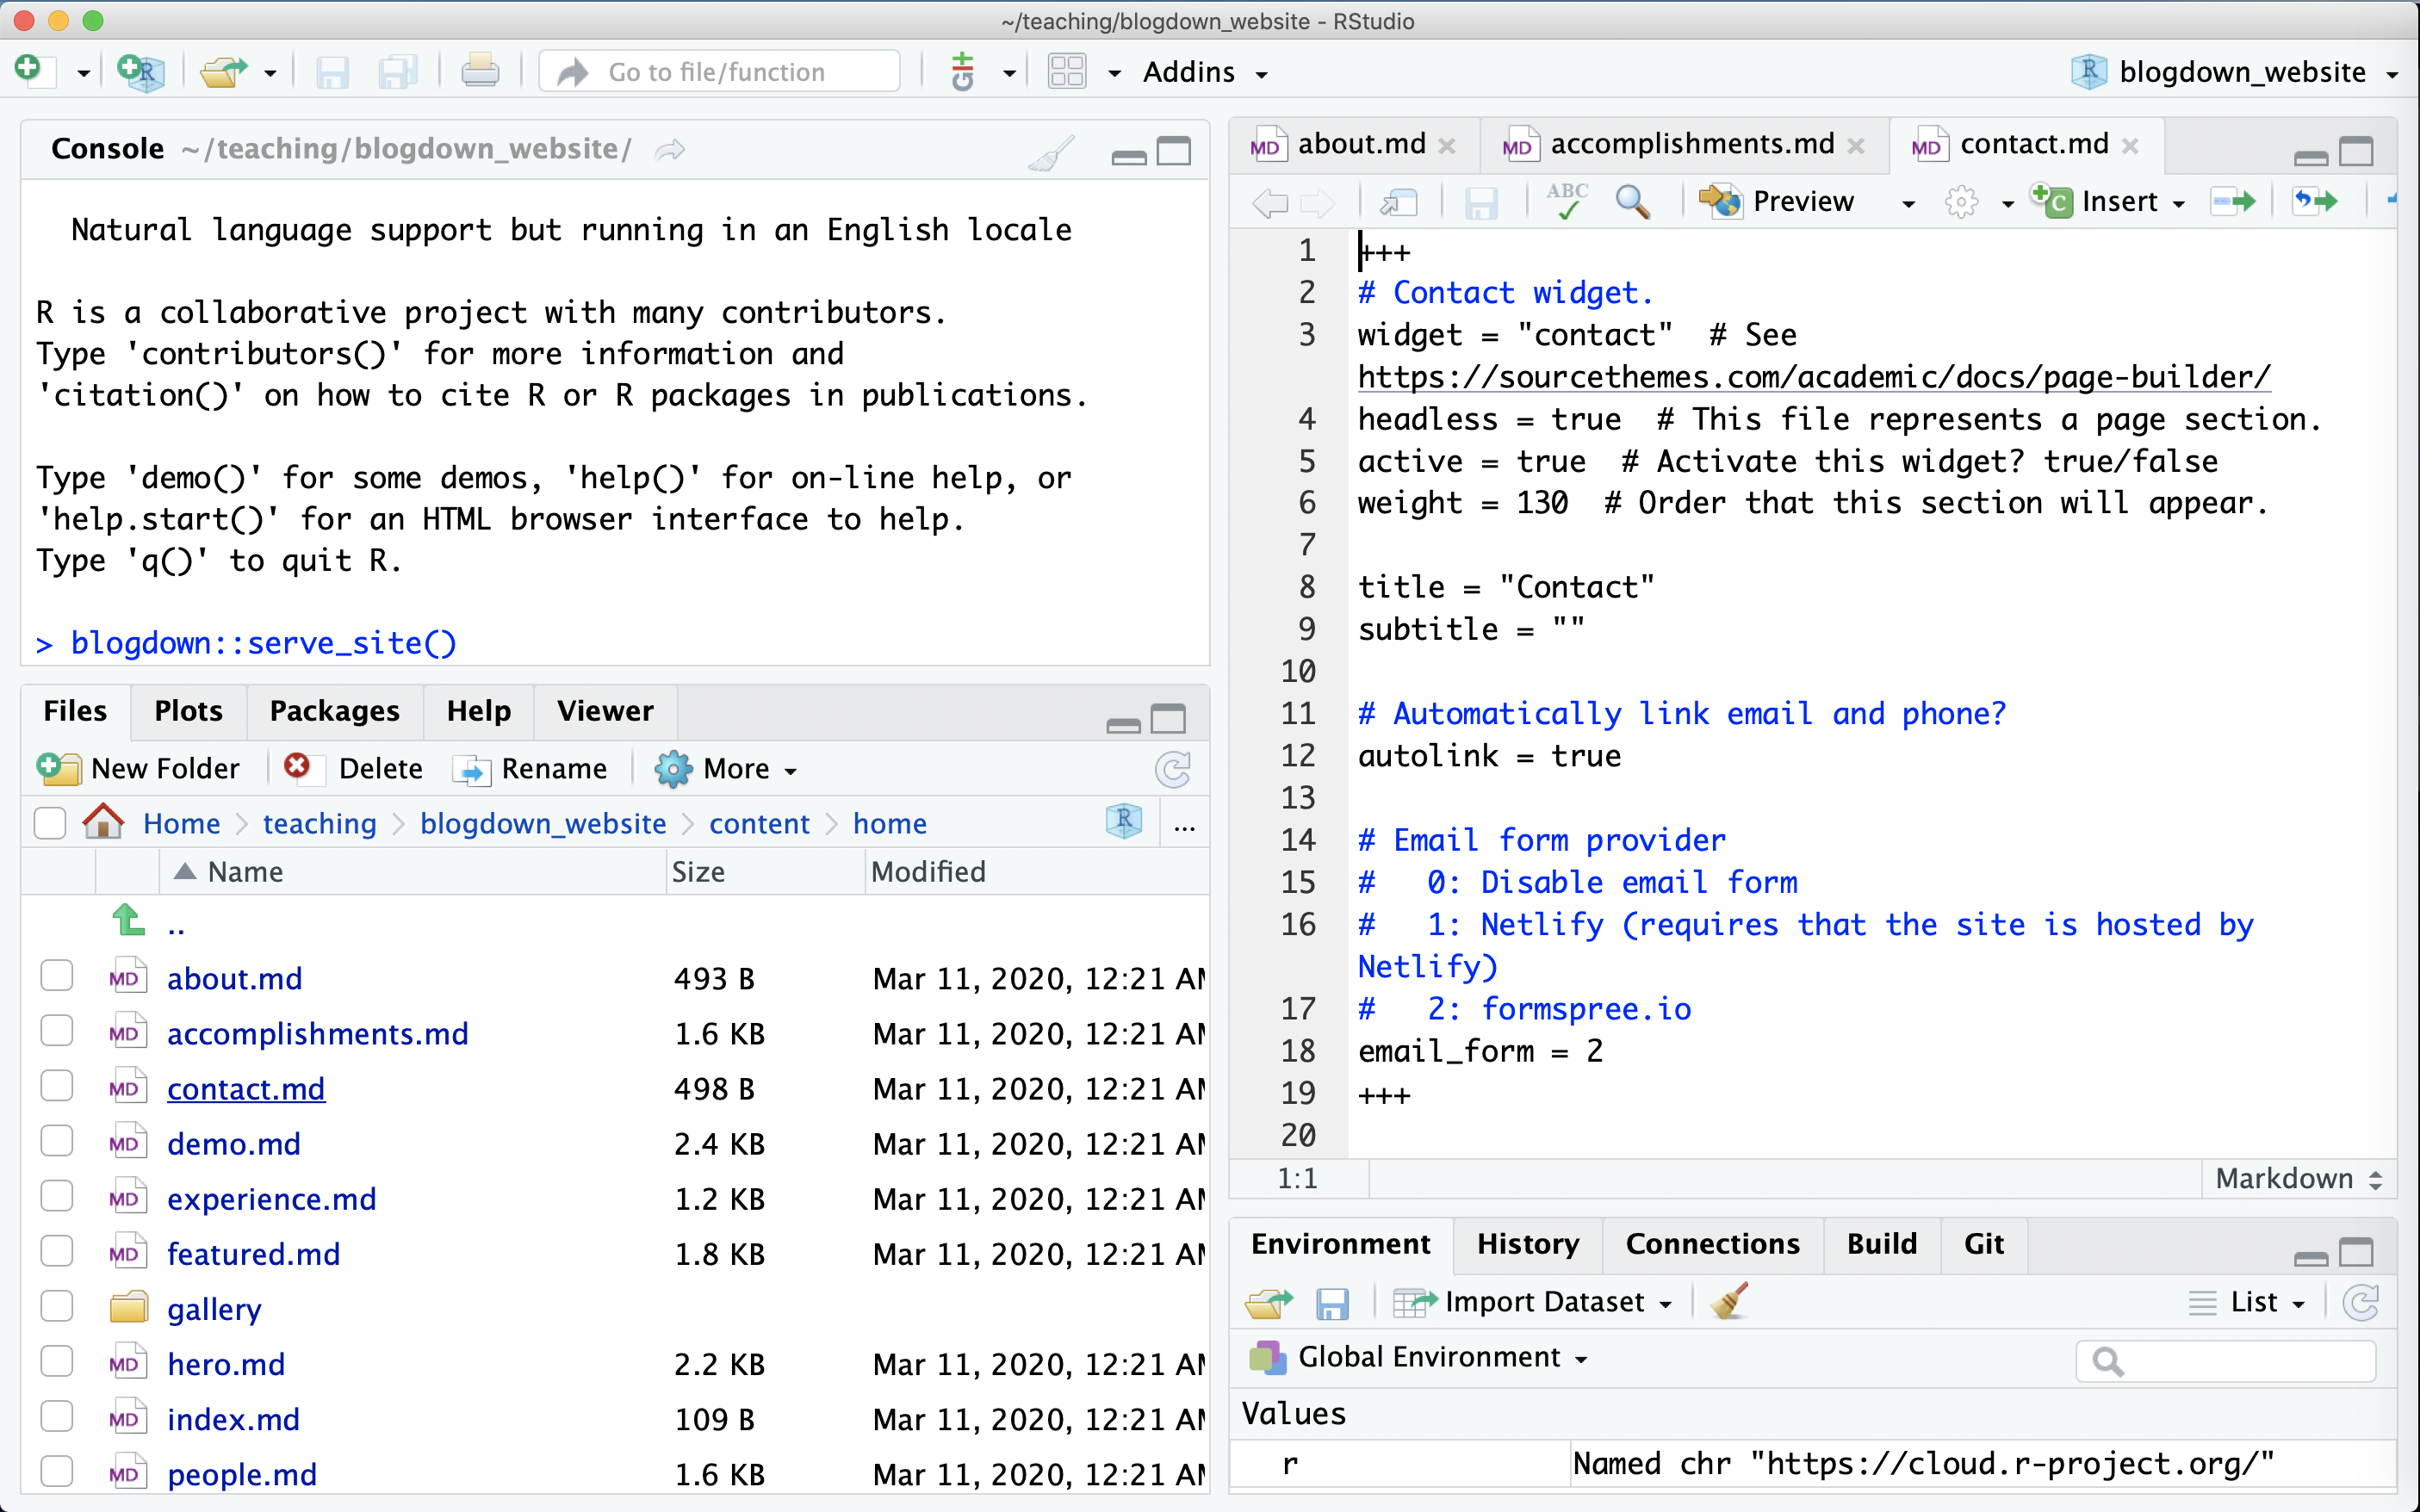 ~/teaching/blogdown_website - RStudio
Go to file/function
Addins
blogdown_website
Console ~/teaching/blogdown_website/
Natural language support but running in an English locale
R is a collaborative project with many contributors.
Type 'contributors()' for more information and
'citation()' on how to cite R or R packages in publications.
Type 'demo()' for some demos, 'help()' for on-line help, or
'help.start()' for an HTML browser interface to help.
Type 'q()' to quit R.
> blogdown::serve_site()
Files Plots Packages Help Viewer
New Folder Delete Rename More
Home teaching blogdown_website content home ...
Name Size Modified
..
MD about.md 493 B Mar 11, 2020, 12:21 AM
MD accomplishments.md 1.6 KB Mar 11, 2020, 12:21 AM
MD contact.md 498 B Mar 11, 2020, 12:21 AM
MD demo.md 2.4 KB Mar 11, 2020, 12:21 AM
MD experience.md 1.2 KB Mar 11, 2020, 12:21 AM
MD featured.md 1.8 KB Mar 11, 2020, 12:21 AM
gallery
MD hero.md 2.2 KB Mar 11, 2020, 12:21 AM
MD index.md 109 B Mar 11, 2020, 12:21 AM
MD people.md 1.6 KB Mar 11, 2020, 12:21 AM
MD about.md MD accomplishments.md MD contact.md
ABC Preview Insert
1 +++
2 # Contact widget.
3 widget = "contact"  # See
https://sourcethemes.com/academic/docs/page-builder/
4 headless = true  # This file represents a page section.
5 active = true  # Activate this widget? true/false
6 weight = 130  # Order that this section will appear.
7
8 title = "Contact"
9 subtitle = ""
10
11 # Automatically link email and phone?
12 autolink = true
13
14 # Email form provider
15 #   0: Disable email form
16 #   1: Netlify (requires that the site is hosted by
Netlify)
17 #   2: formspree.io
18 email_form = 2
19 +++
20
1:1 Markdown
Environment History Connections Build Git
Import Dataset List
Global Environment
Values
r Named chr "https://cloud.r-project.org/"